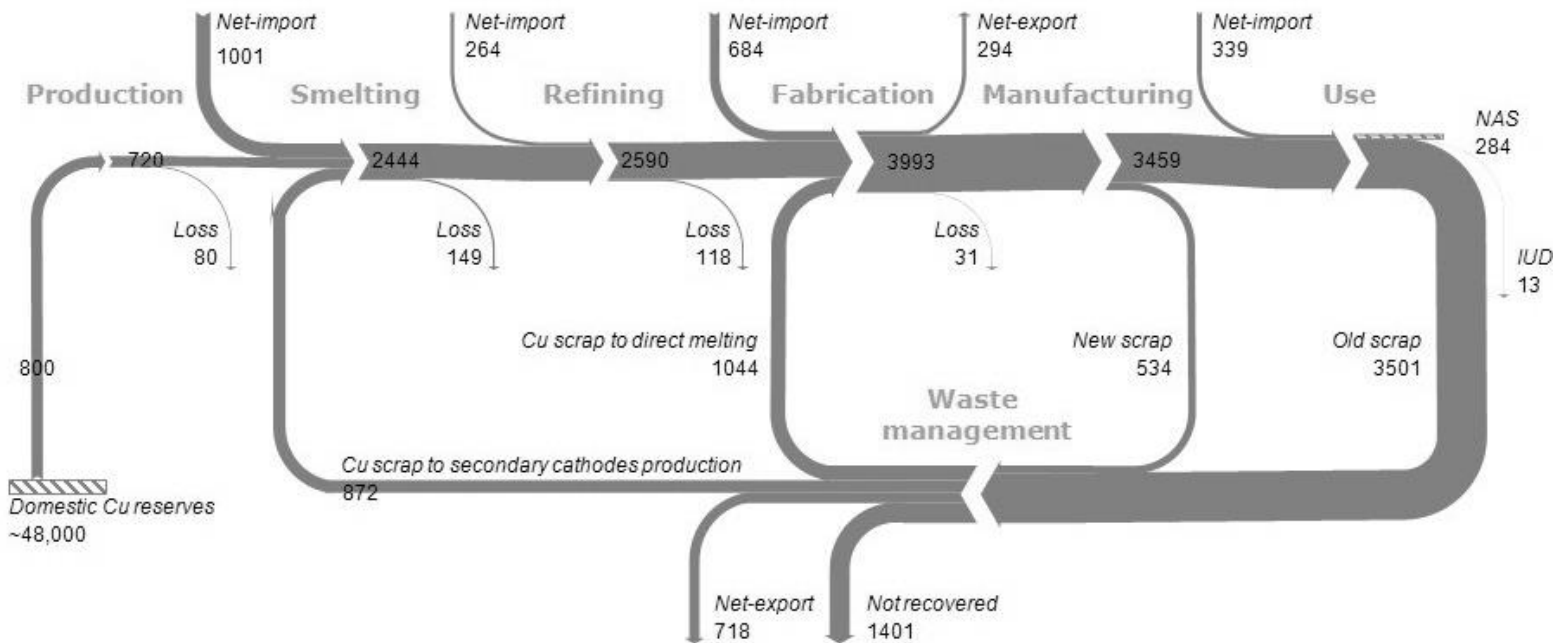 Net-import
1001
Net-import
264
Net-import
684
Net-export
294
Net-import
339
Production
Smelting
Refining
Fabrication
Manufacturing
Use
NAS
284
720
2444
2590
3993
3459
Loss
80
Loss
149
Loss
118
Loss
31
IUD
13
800
Cu scrap to direct melting
1044
New scrap
534
Old scrap
3501
Waste
management
Cu scrap to secondary cathodes production
872
Domestic Cu reserves
~48,000
Net-export
718
Not recovered
1401